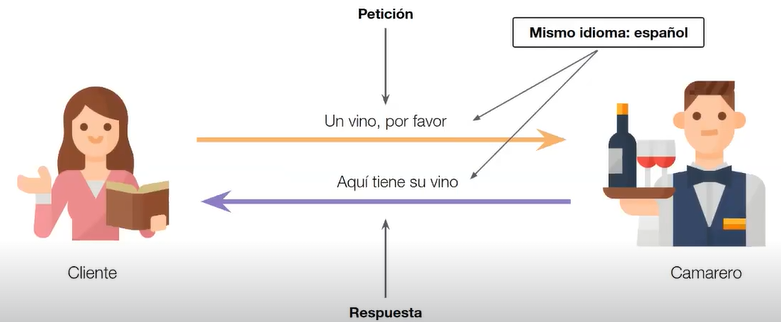 Petición
Mismo idioma: español
Un vino, por favor
Aquí tiene su vino
Cliente
Camarero
Respuesta